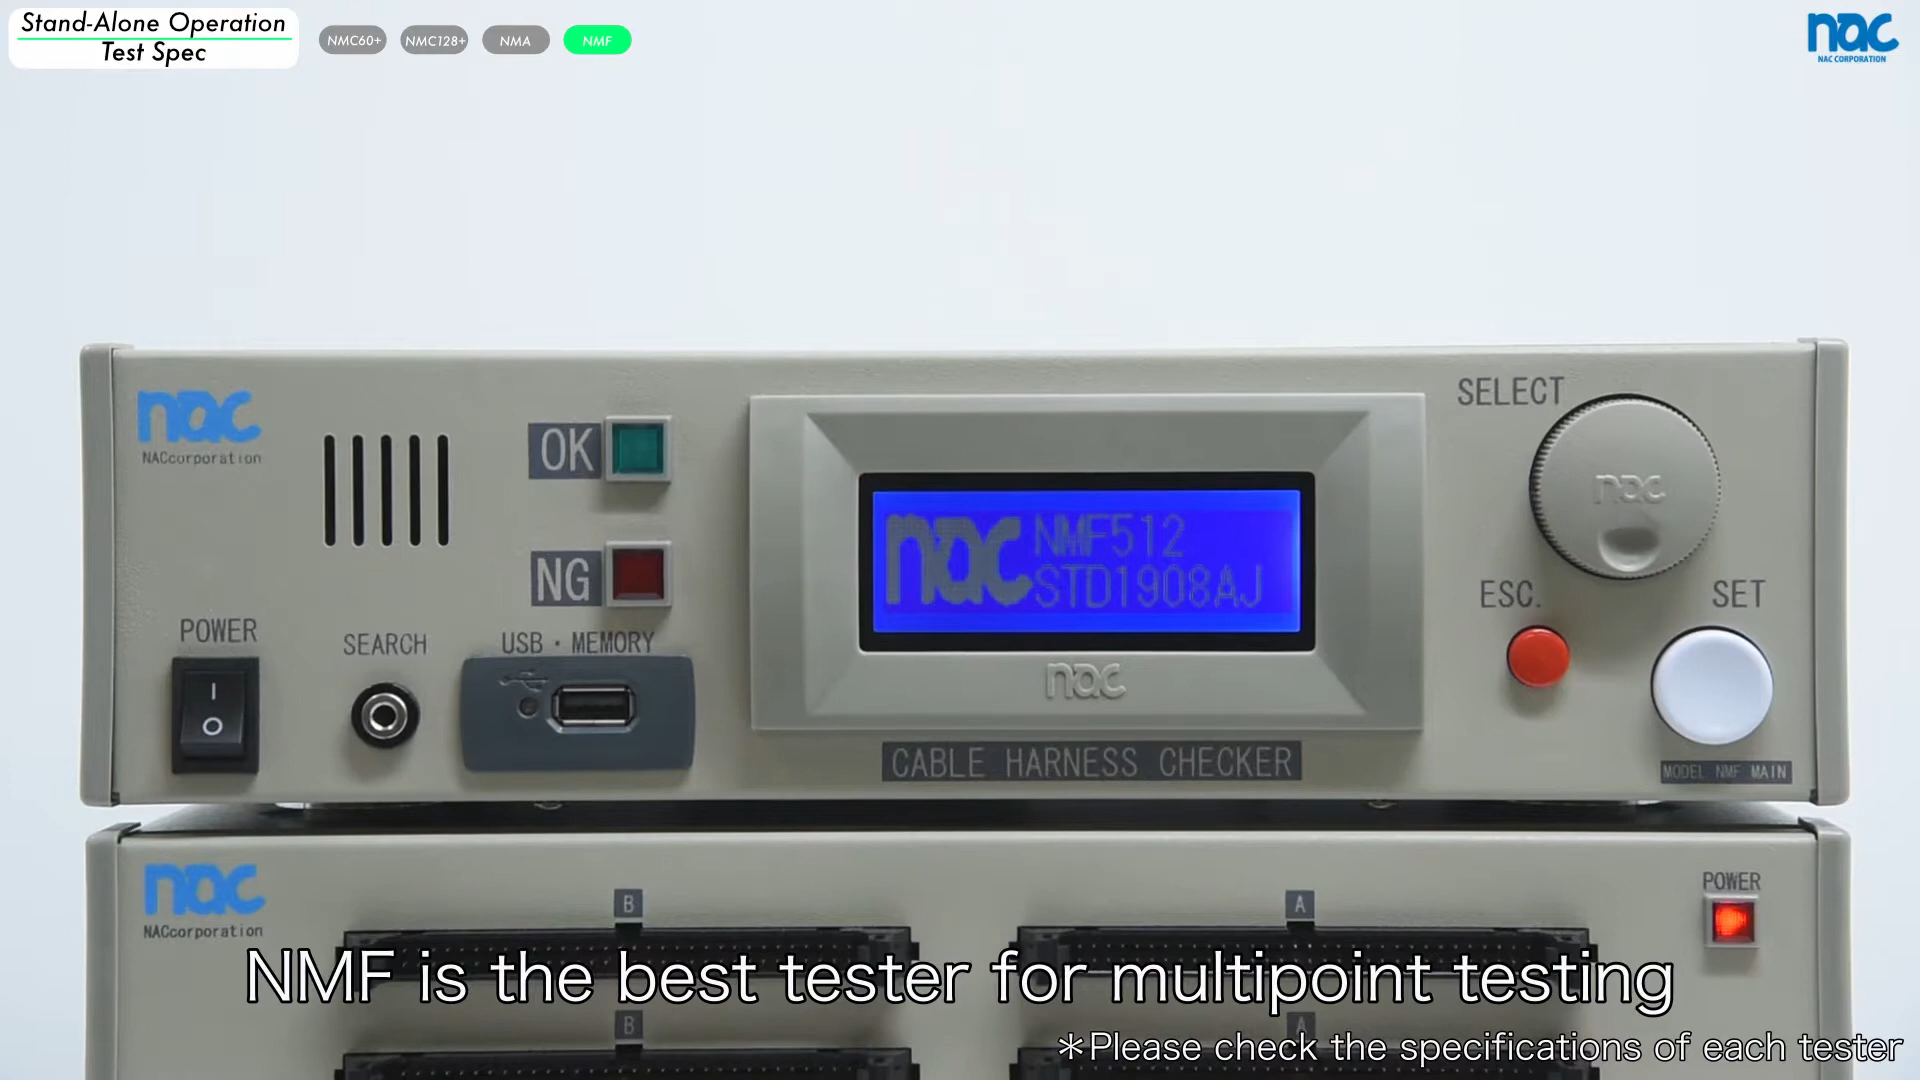 Stand-Alone Operation
Test Spec
NMC60+
NMC128+
NMA
NMF
nac
NAC CORPORATION
nac
NACcorporation
OK
NG
POWER
SEARCH
USB・MEMORY
nac
NMF512
STD1908AJ
nac
CABLE HARNESS CHECKER
SELECT
nac
ESC.
SET
MODEL NMF MAIN
nac
NACcorporation
B
A
POWER
NMF is the best tester for multipoint testing
B
A
＊Please check the specifications of each tester